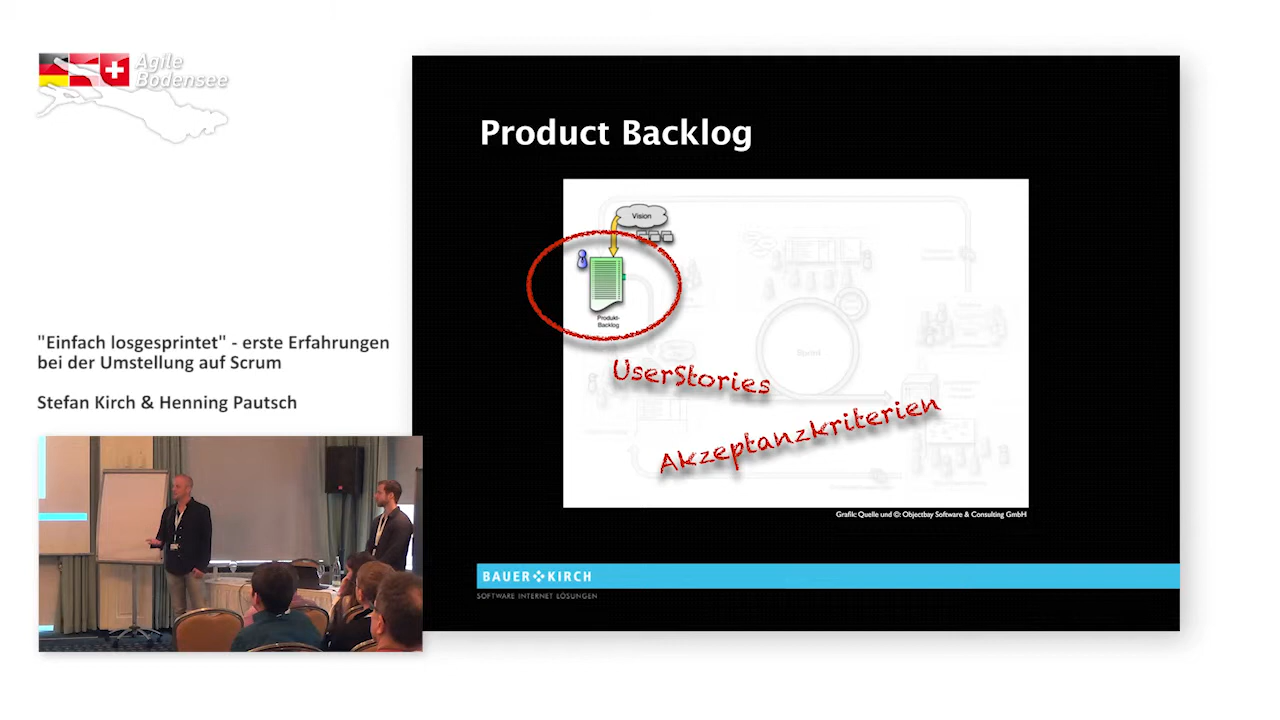 Agile
Bodensee
"Einfach losgesprintet" - erste Erfahrungen
bei der Umstellung auf Scrum
Stefan Kirch & Henning Pautsch
Product Backlog
Vision
Produkt-
Backlog
Sprint
UserStories
Akzeptanzkriterien
Grafik: Quelle und ©: Objectbay Software & Consulting GmbH
BAUER KIRCH
SOFTWARE INTERNET LÖSUNGEN